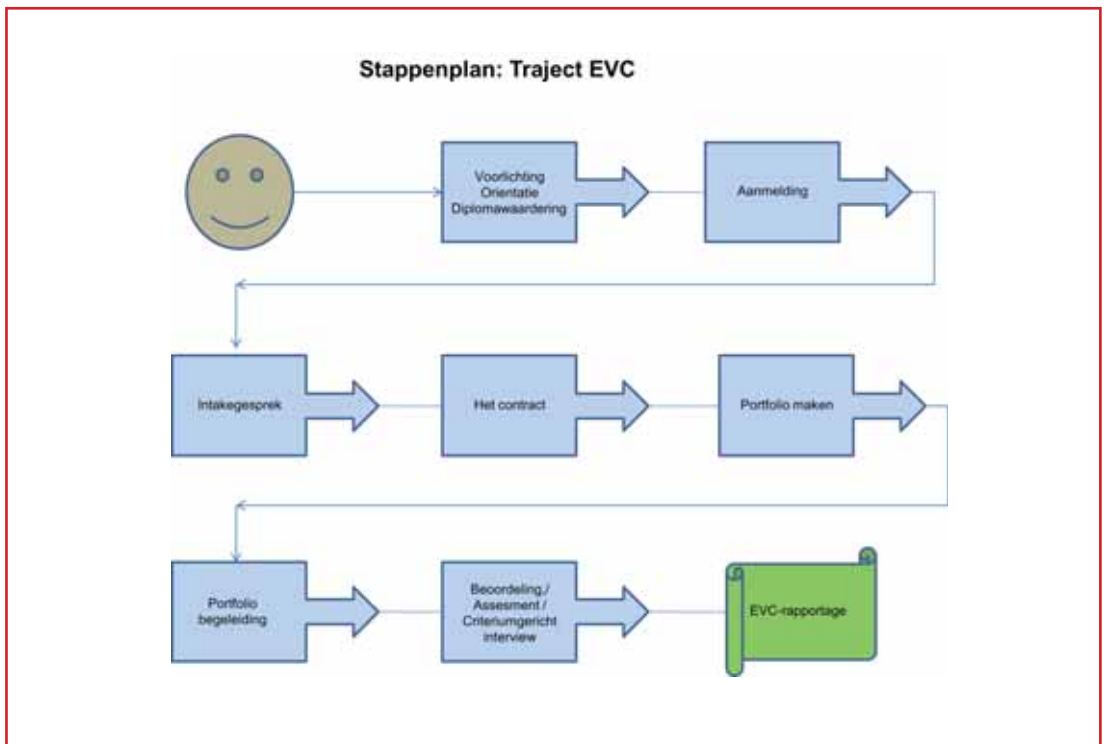 Stappenplan: Traject EVC
Voorlichting
Orientatie
Diplomawaardering
Aanmelding
Intakegesprek
Het contract
Portfolio maken
Portfolio
begeleiding
Beoordeling./
Assesment /
Criteriumgericht
interview
EVC-rapportage